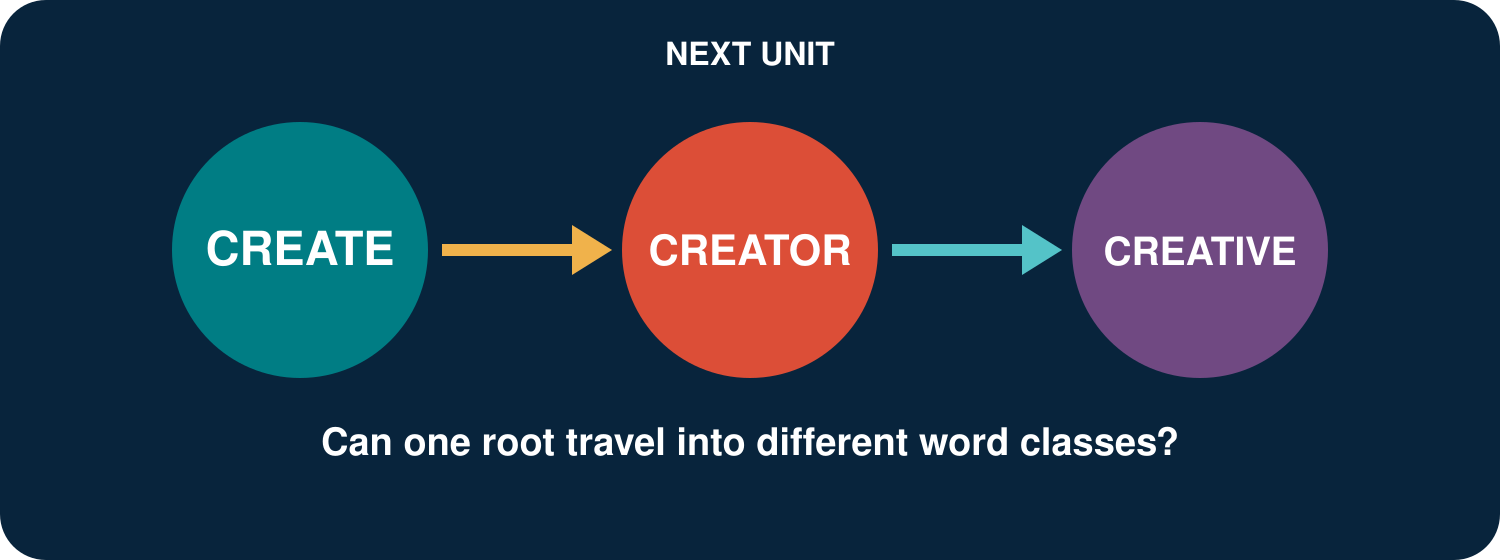 NEXT UNIT
CREATE
CREATOR
CREATIVE
Can one root travel into different word classes?